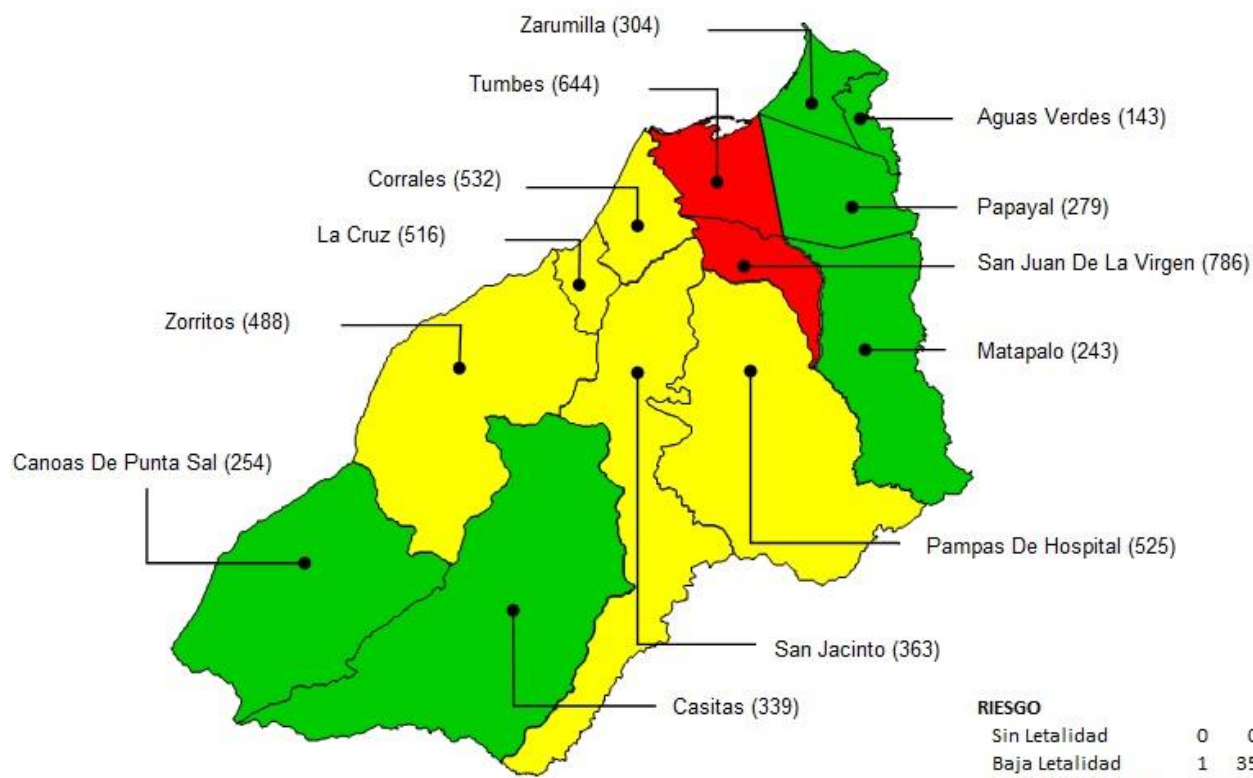 Zarumilla (304)
Tumbes (644)
Aguas Verdes (143)
Corrales (532)
Papayal (279)
La Cruz (516)
San Juan De La Virgen (786)
Zorritos (488)
Matapalo (243)
Canoas De Punta Sal (254)
Pampas De Hospital (525)
San Jacinto (363)
Casitas (339)
RIESGO
Sin Letalidad 0
Baja Letalidad 1